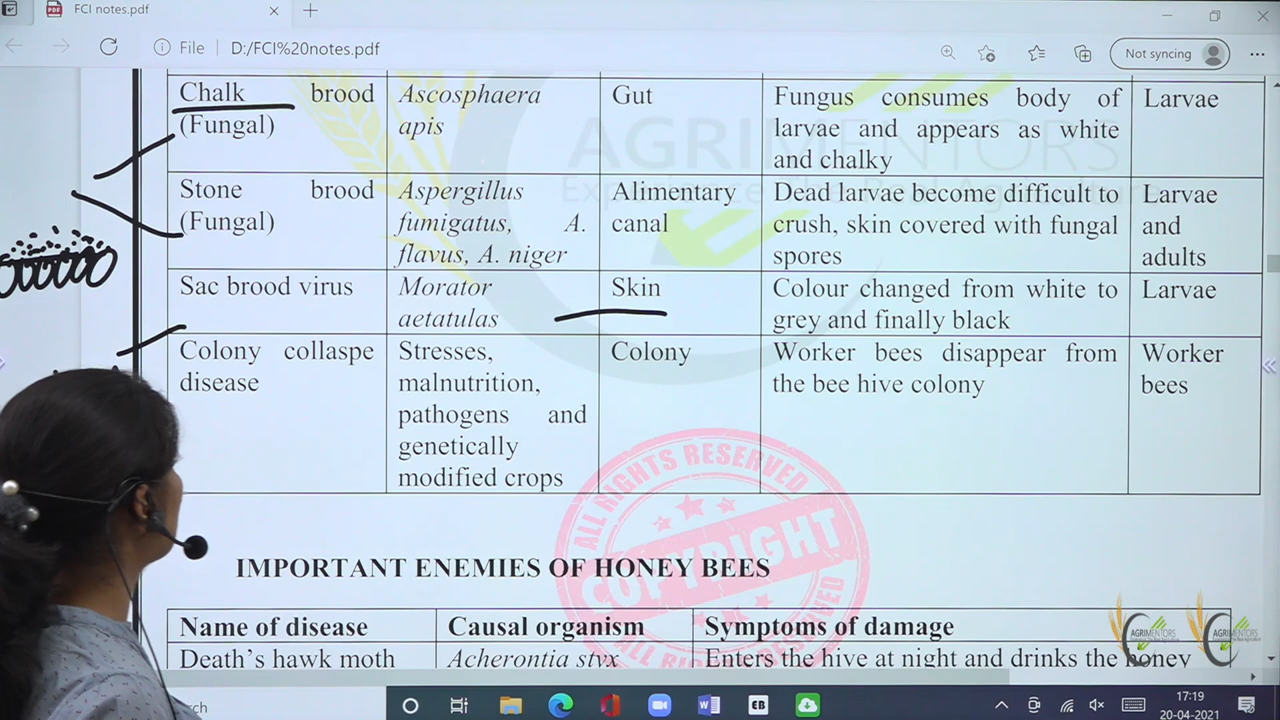 FCI notes.pdf
File
D:/FCI%20notes.pdf
Not syncing
Chalk brood
(Fungal)
Ascosphaera
apis
Gut
Fungus consumes body of
larvae and appears as white
and chalky
Larvae
Stone brood
(Fungal)
Aspergillus
fumigatus, A.
flavus, A. niger
Alimentary
canal
Dead larvae become difficult to
crush, skin covered with fungal
spores
Larvae
and
adults
Sac brood virus
Morator
aetatulas
Skin
Colour changed from white to
grey and finally black
Larvae
Colony collaspe
disease
Stresses,
malnutrition,
pathogens and
genetically
modified crops
Colony
Worker bees disappear from
the bee hive colony
Worker
bees
AGRIMENTORS
ALL RIGHTS RESERVED
COPYRIGHT
IMPORTANT ENEMIES OF HONEY BEES
Name of disease
Causal organism
Symptoms of damage
Death's hawk moth
Acherontia styx
Enters the hive at night and drinks the honey
AGRIMENTORS
AGRIMENTORS
rch
EB
17:19
20-04-2021